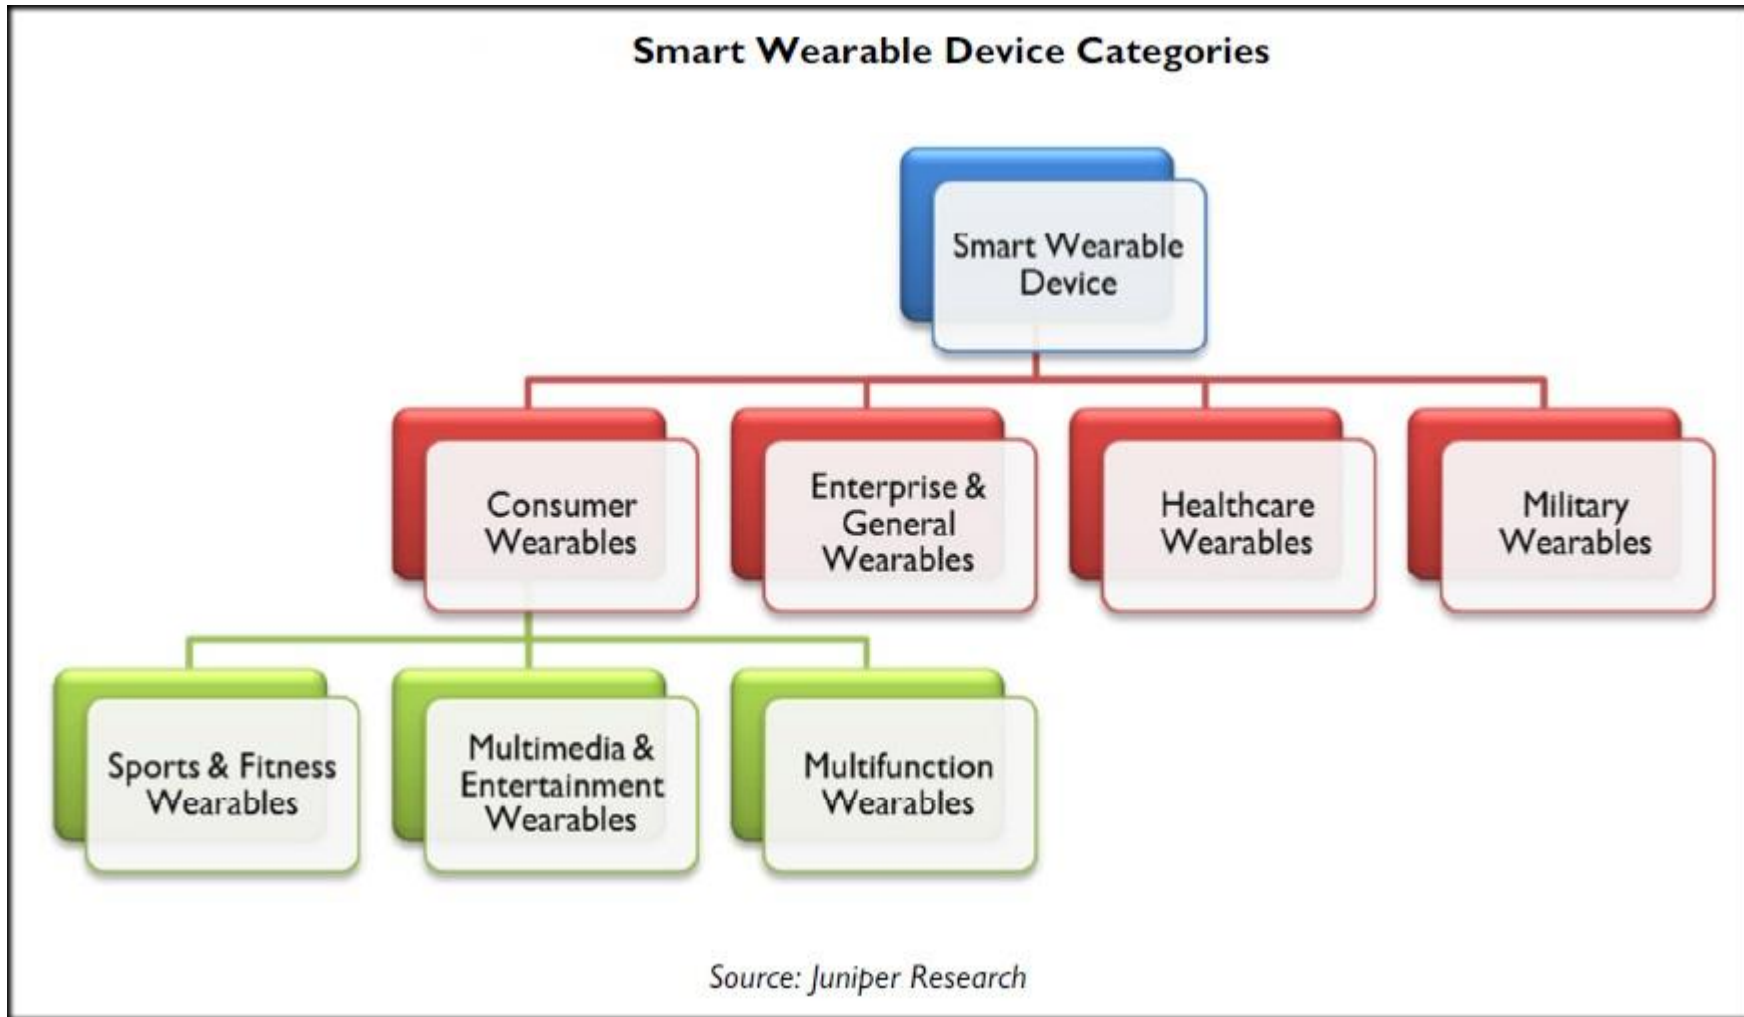 Smart Wearable Device Categories
Smart Wearable
Device
Consumer
Wearables
Enterprise &
General
Wearables
Healthcare
Wearables
Military
Wearables
Sports & Fitness
Wearables
Multimedia &
Entertainment
Wearables
Multifunction
Wearables
Source: Juniper Research